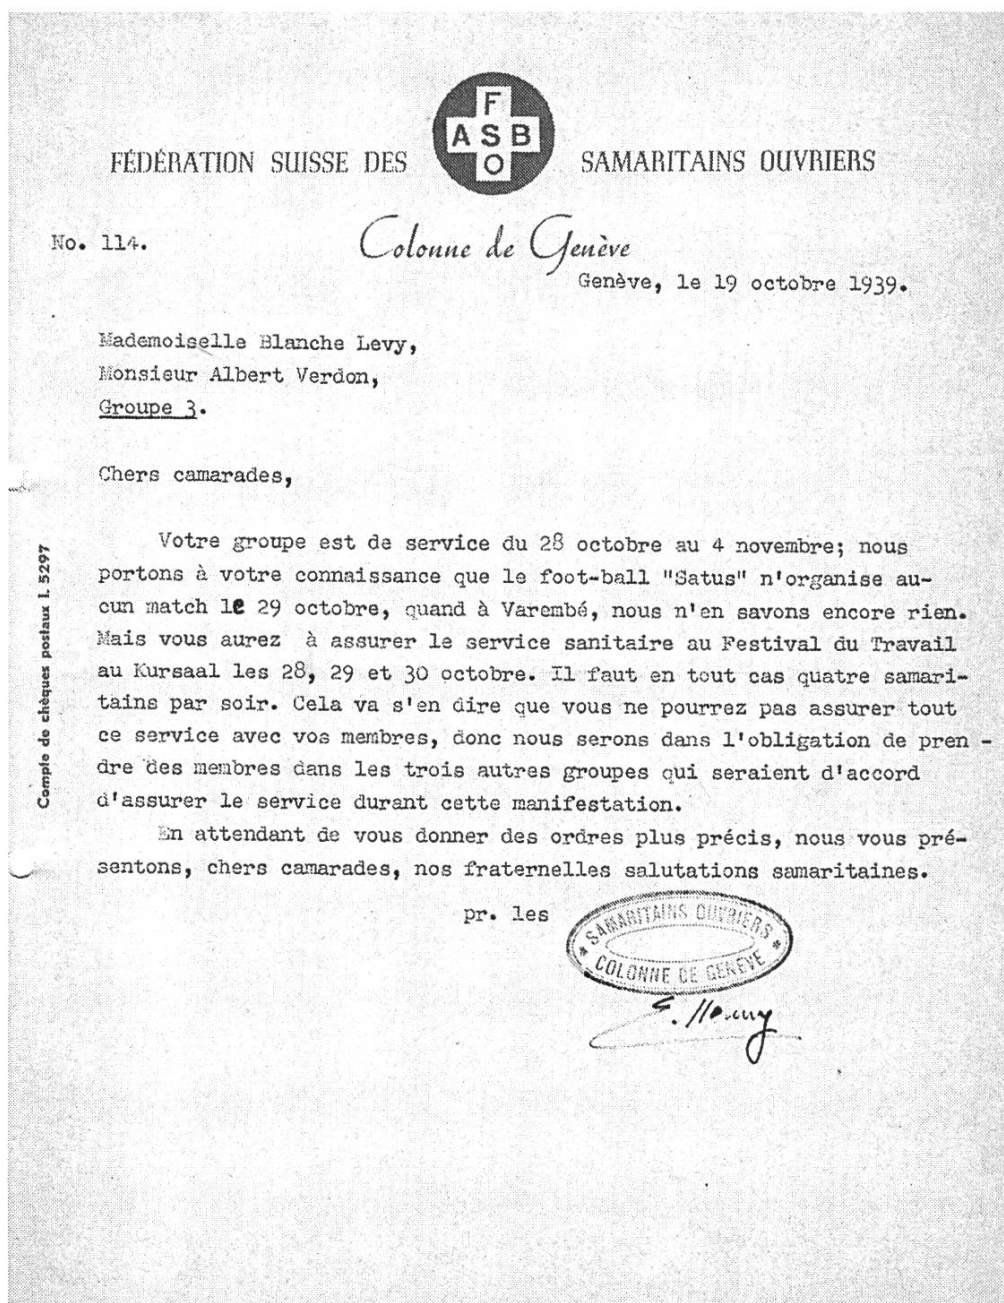 F
ASB
O
FÉDÉRATION SUISSE DES SAMARITAINS OUVRIERS
Colonne de Genève
No. 114.
Genève, le 19 octobre 1939.
Mademoiselle Blanche Levy,
Monsieur Albert Verdon,
Groupe 3.
Chers camarades,
Votre groupe est de service du 28 octobre au 4 novembre; nous
portons à votre connaissance que le foot-ball "Satus" n'organise au-
cun match le 29 octobre, quand à Varembé, nous n'en savons encore rien.
Mais vous aurez à assurer le service sanitaire au Festival du Travail
au Kursaal les 28, 29 et 30 octobre. Il faut en tout cas quatre samari-
tains par soir. Cela va s'en dire que vous ne pourrez pas assurer tout
ce service avec vos membres, donc nous serons dans l'obligation de pren -
dre des membres dans les trois autres groupes qui seraient d'accord
d'assurer le service durant cette manifestation.
En attendant de vous donner des ordres plus précis, nous vous pré-
sentons, chers camarades, nos fraternelles salutations samaritaines.
pr. les
SAMARITAINS OUVRIERS
COLONNE DE GENÈVE
E.
Compte de chèques postaux I. 5297